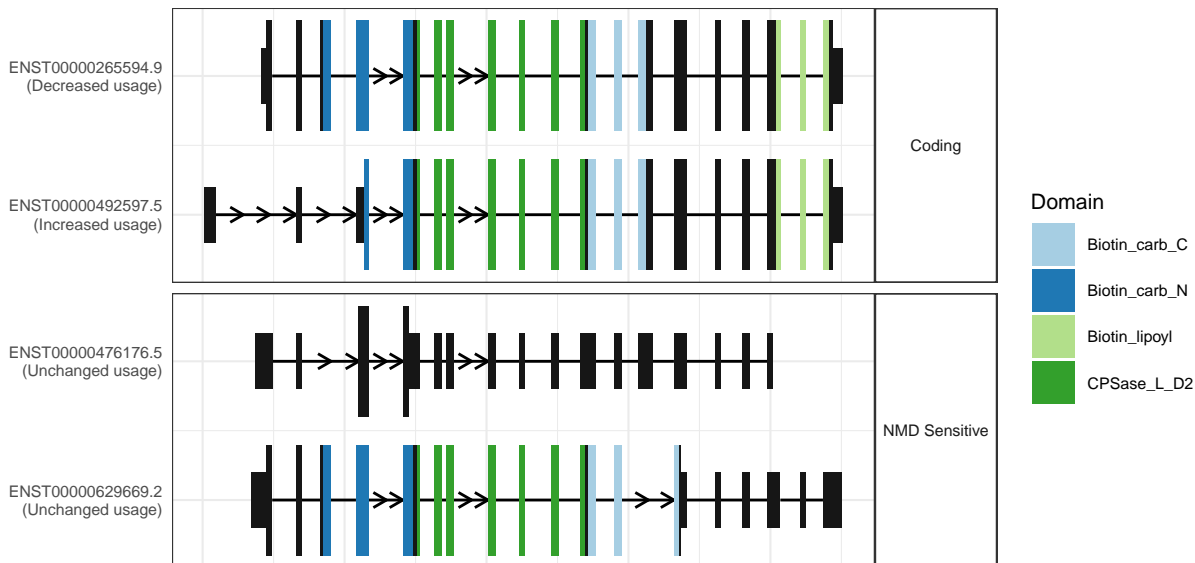 ENST00000265594.9
(Decreased usage)
ENST00000492597.5
(Increased usage)
Coding
ENST00000476176.5
(Unchanged usage)
ENST00000629669.2
(Unchanged usage)
NMD Sensitive
Domain
Biotin_carb_C
Biotin_carb_N
Biotin_lipoyl
CPSase_L_D2